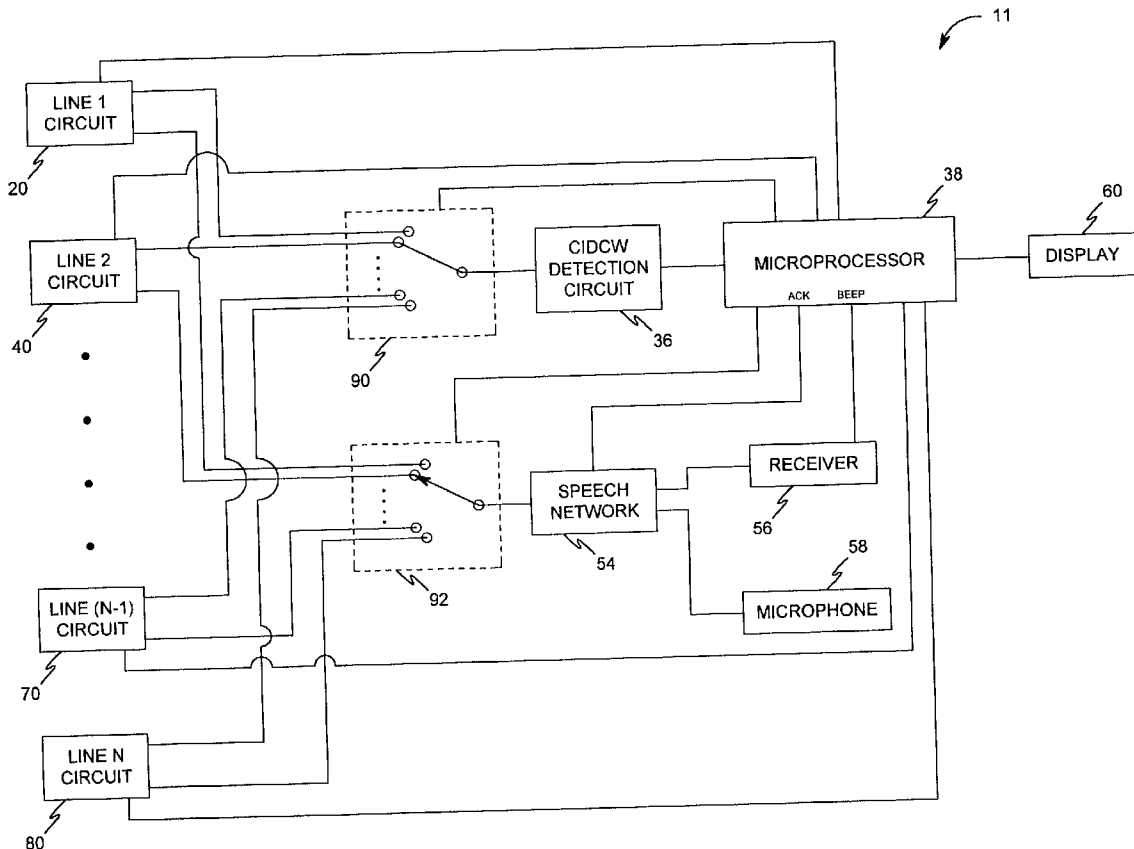 11
LINE 1
CIRCUIT
20
LINE 2
CIRCUIT
40
90
CIDCW
DETECTION
CIRCUIT
36
38
MICROPROCESSOR
ACK BEEP
60
DISPLAY
92
SPEECH
NETWORK
54
RECEIVER
56
58
MICROPHONE
LINE (N-1)
CIRCUIT
70
LINE N
CIRCUIT
80